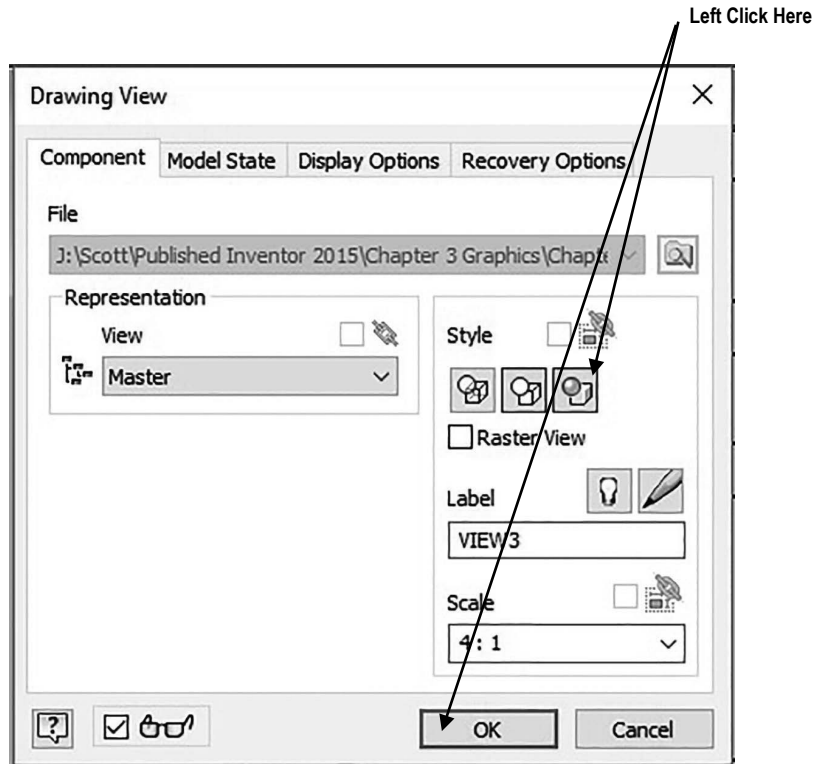 Left Click Here
Drawing View
Component Model State Display Options Recovery Options
File
J:\Scott\Published Inventor 2015\Chapter 3 Graphics\Chapte
Representation
View
Master
Style
Raster View
Label
VIEW3
Scale
4 : 1
?
OK
Cancel